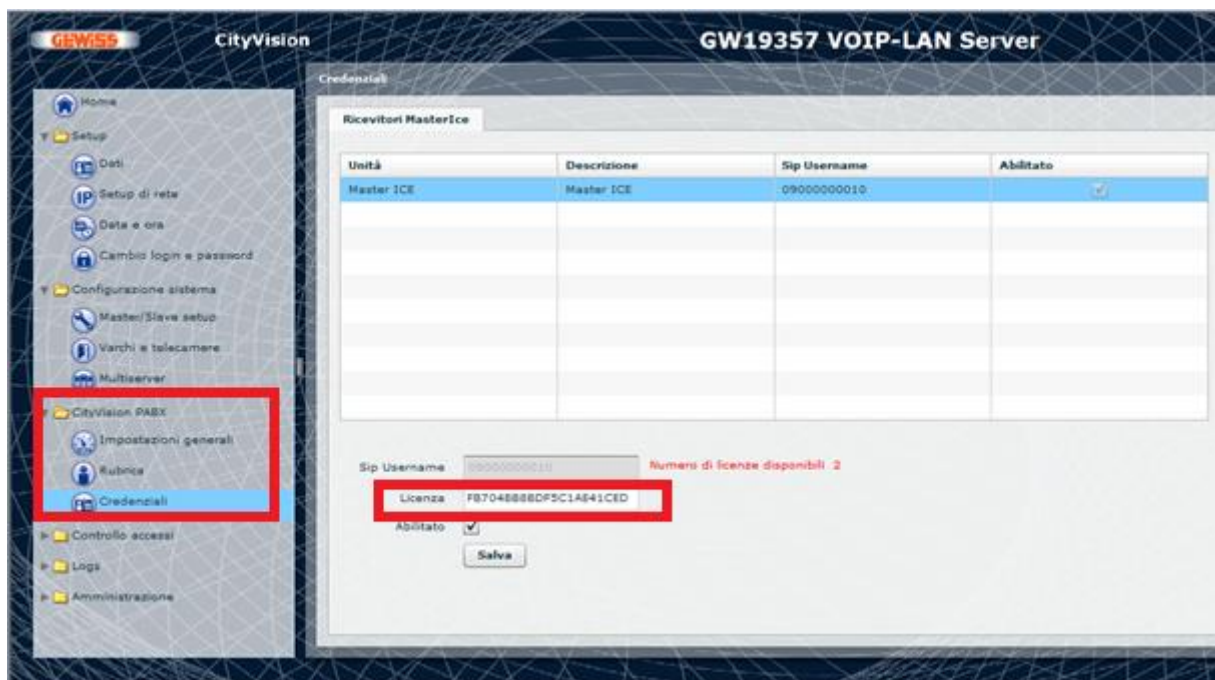 GEWISS
CityVision
GW19357 VOIP-LAN Server
Credenziali
Home
Setup
Dati
Setup di rete
Data e ora
Cambio login e password
Configurazione sistema
Master/Slave setup
Varchi e telecamere
Multiserver
CityVision PABX
Impostazioni generali
Rubrica
Credenziali
Controllo accessi
Logs
Amministrazione
Ricevitori MasterIce
Unità Descrizione Sip Username Abilitato
Master ICE Master ICE 09000000010
Sip Username 09000000010 Numero di licenze disponibili 2
Licenza
Abilitato
Salva